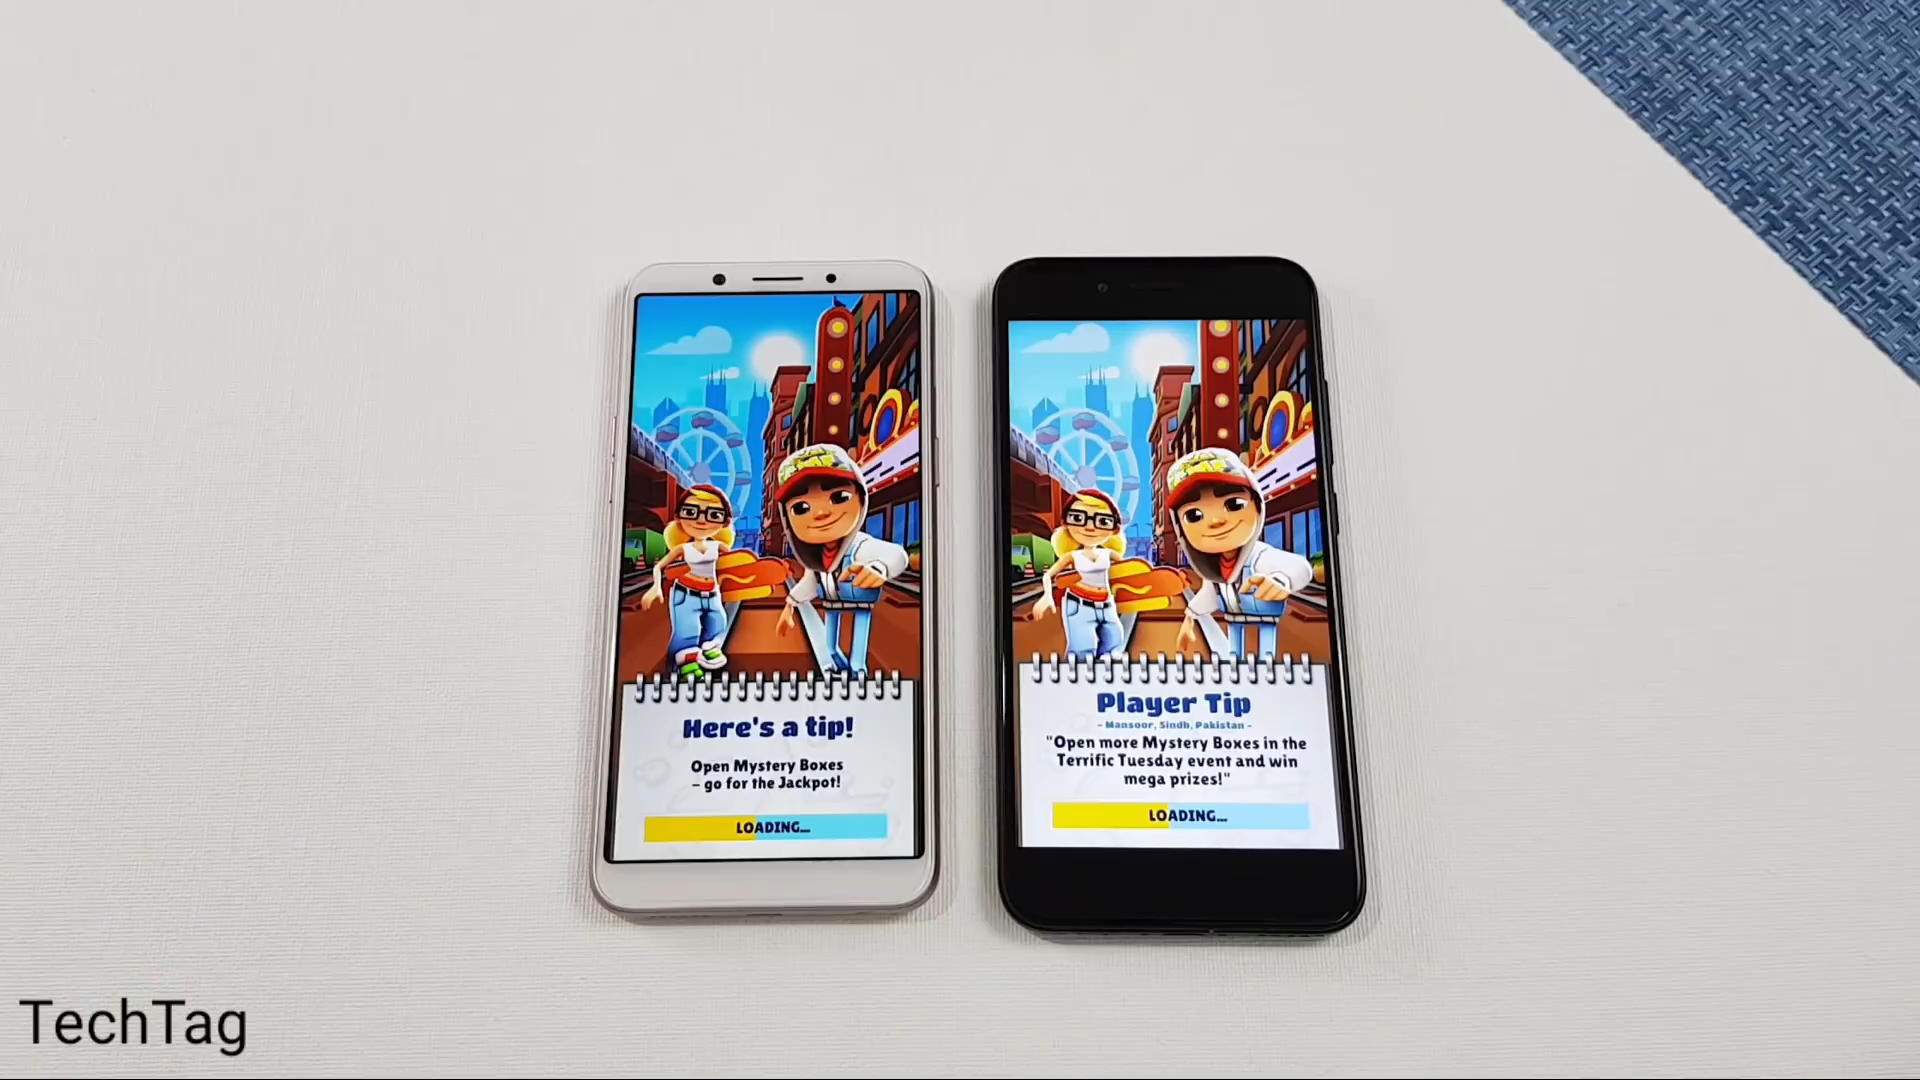 Here's a tip!
Open Mystery Boxes
– go for the Jackpot!
LOADING...
Player Tip
- Mansoor, Sindh, Pakistan -
"Open more Mystery Boxes in the
Terrific Tuesday event and win
mega prizes!"
LOADING...
TechTag